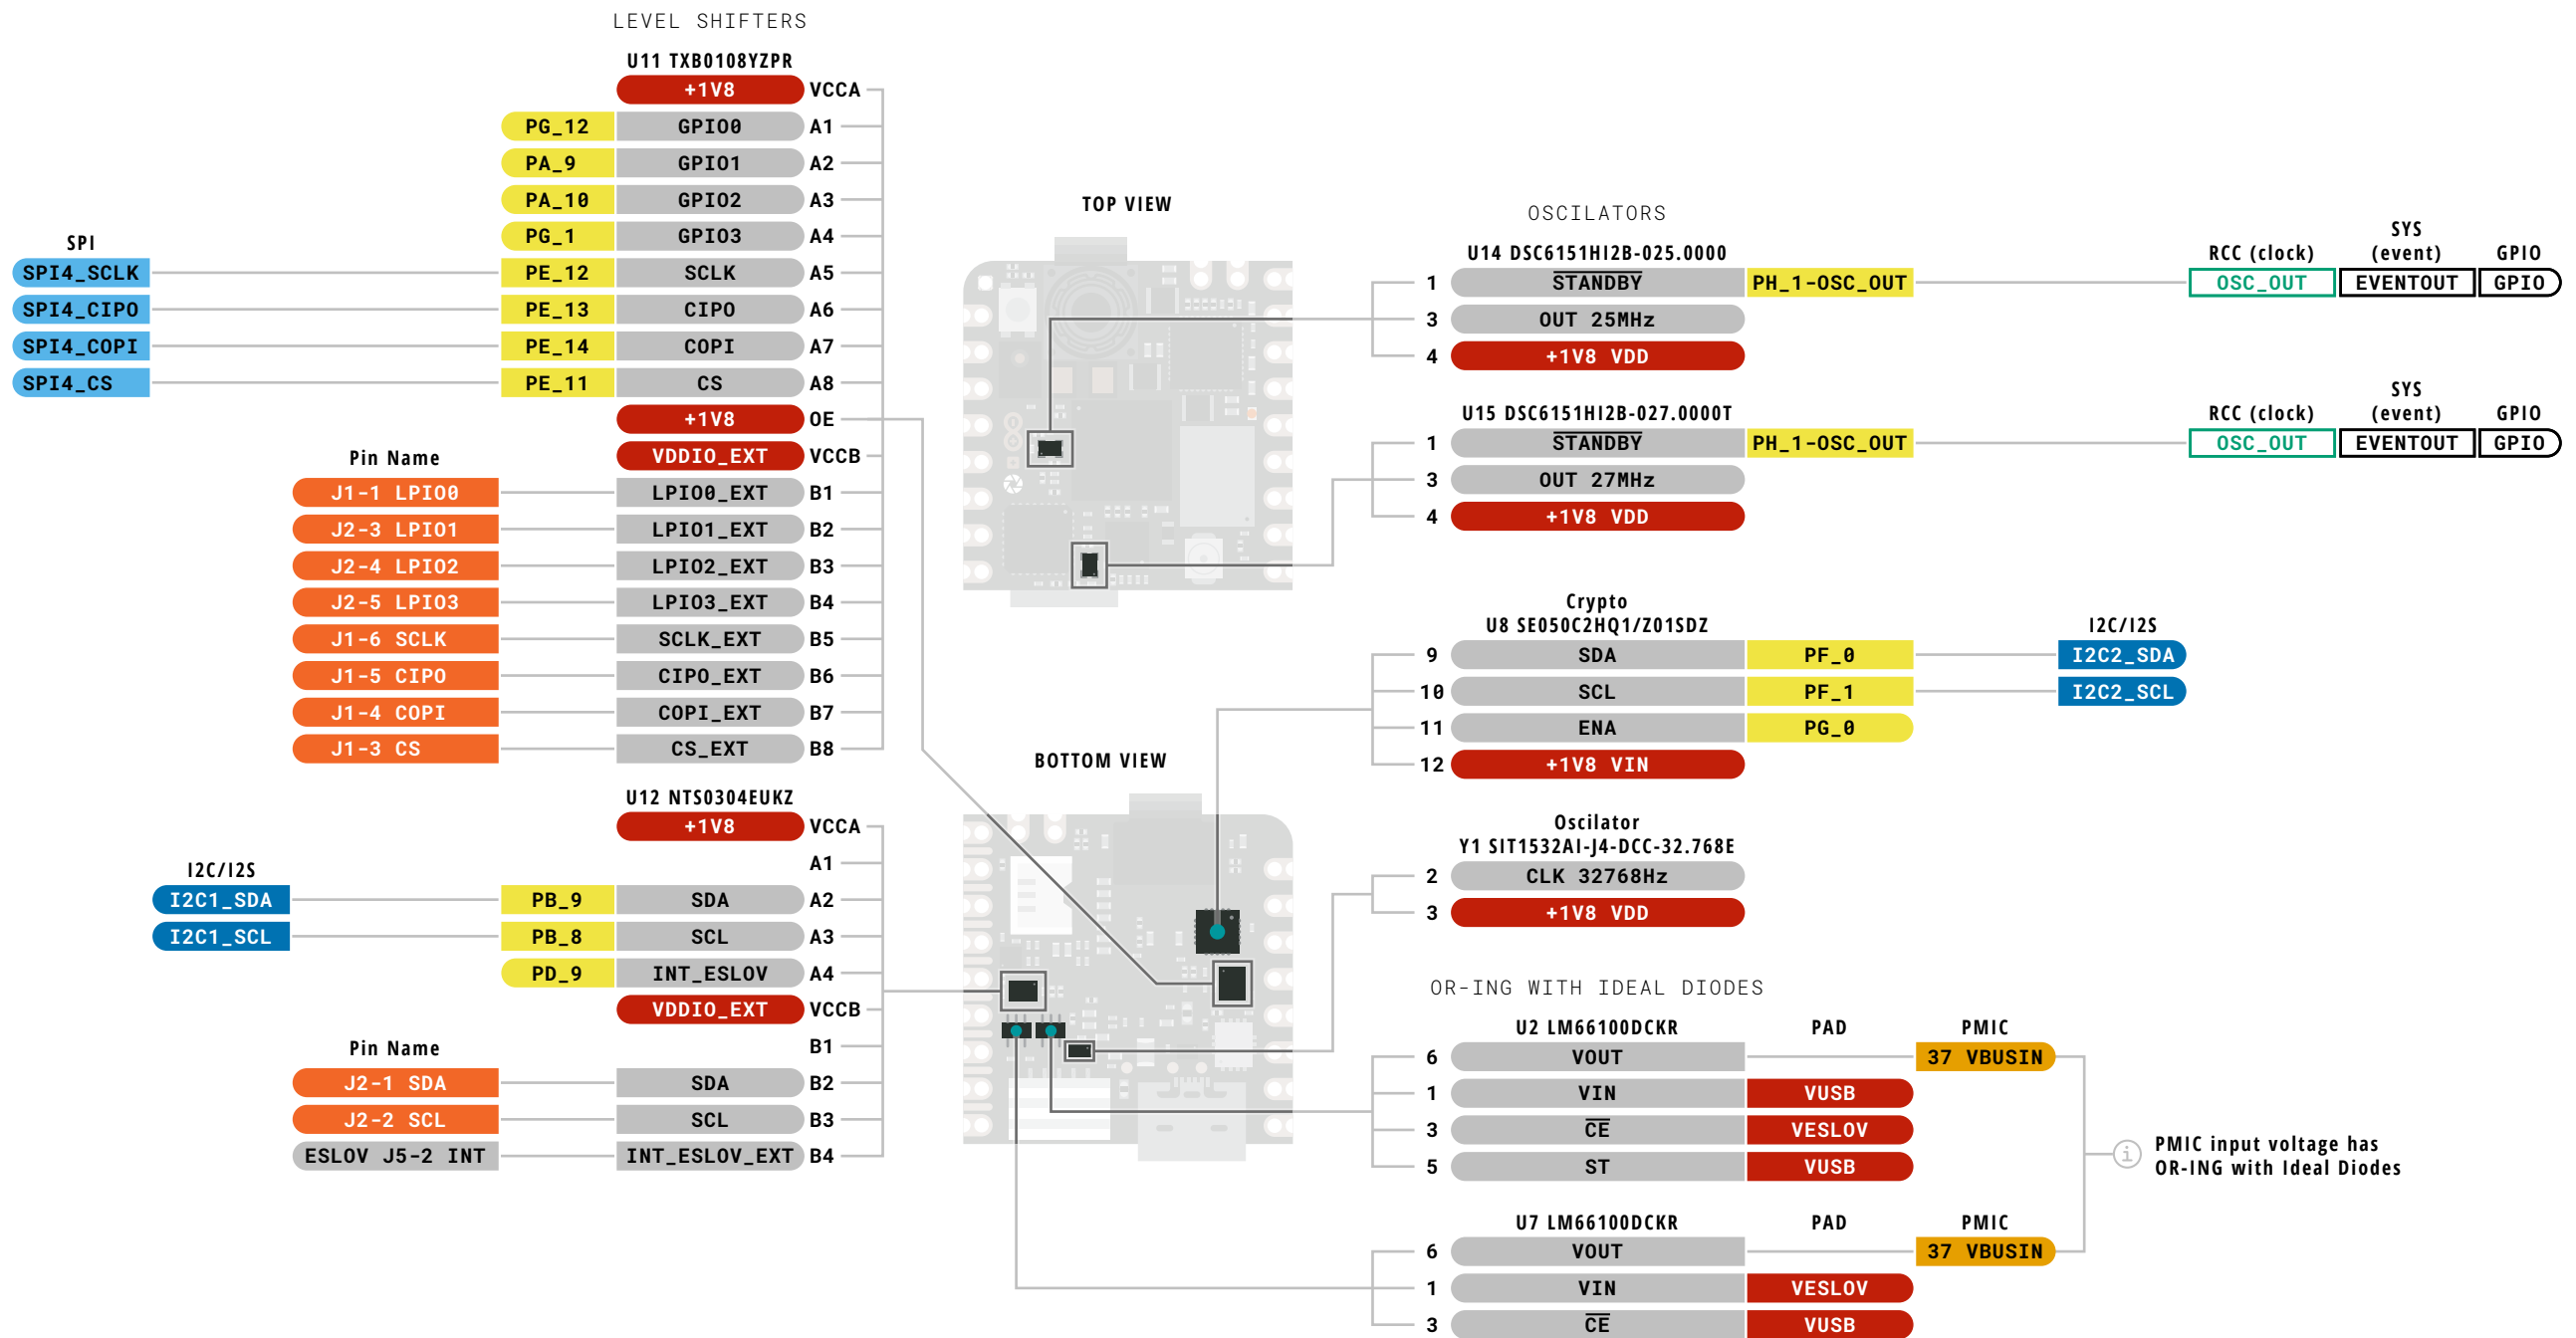 LEVEL SHIFTERS
U11 TXB0108YZPR
+1V8 VCCA
PG_12 GPIO0 A1
PA_9 GPIO1 A2
PA_10 GPIO2 A3
PG_1 GPIO3 A4
SPI
SPI4_SCLK PE_12 SCLK A5
SPI4_CIPO PE_13 CIPO A6
SPI4_COPI PE_14 COPI A7
SPI4_CS PE_11 CS A8
+1V8 OE
VDDIO_EXT VCCB
Pin Name
J1-1 LPIO0 LPIO0_EXT B1
J2-3 LPIO1 LPIO1_EXT B2
J2-4 LPIO2 LPIO2_EXT B3
J2-5 LPIO3 LPIO3_EXT B4
J1-6 SCLK SCLK_EXT B5
J1-5 CIPO CIPO_EXT B6
J1-4 COPI COPI_EXT B7
J1-3 CS CS_EXT B8
U12 NTS0304EUKZ
+1V8 VCCA
A1
I2C/I2S
I2C1_SDA PB_9 SDA A2
I2C1_SCL PB_8 SCL A3
PD_9 INT_ESLOV A4
VDDIO_EXT VCCB
B1
Pin Name
J2-1 SDA SDA B2
J2-2 SCL SCL B3
ESLOV J5-2 INT INT_ESLOV_EXT B4
TOP VIEW
BOTTOM VIEW
OSCILATORS
U14 DSC6151HI2B-025.0000
RCC (clock) SYS (event) GPIO
1 STANDBY PH_1-OSC_OUT OSC_OUT EVENTOUT GPIO
3 OUT 25MHz
4 +1V8 VDD
U15 DSC6151HI2B-027.0000T
RCC (clock) SYS (event) GPIO
1 STANDBY PH_1-OSC_OUT OSC_OUT EVENTOUT GPIO
3 OUT 27MHz
4 +1V8 VDD
Crypto
U8 SE050C2HQ1/Z01SDZ I2C/I2S
9 SDA PF_0 I2C2_SDA
10 SCL PF_1 I2C2_SCL
11 ENA PG_0
12 +1V8 VIN
Oscilator
Y1 SIT1532AI-J4-DCC-32.768E
2 CLK 32768Hz
3 +1V8 VDD
OR-ING WITH IDEAL DIODES
U2 LM66100DCKR PAD PMIC
6 VOUT 37 VBUSIN
1 VIN VUSB
3 CE VESLOV
5 ST VUSB
i PMIC input voltage has
OR-ING with Ideal Diodes
U7 LM66100DCKR PAD PMIC
6 VOUT 37 VBUSIN
1 VIN VESLOV
3 CE VUSB